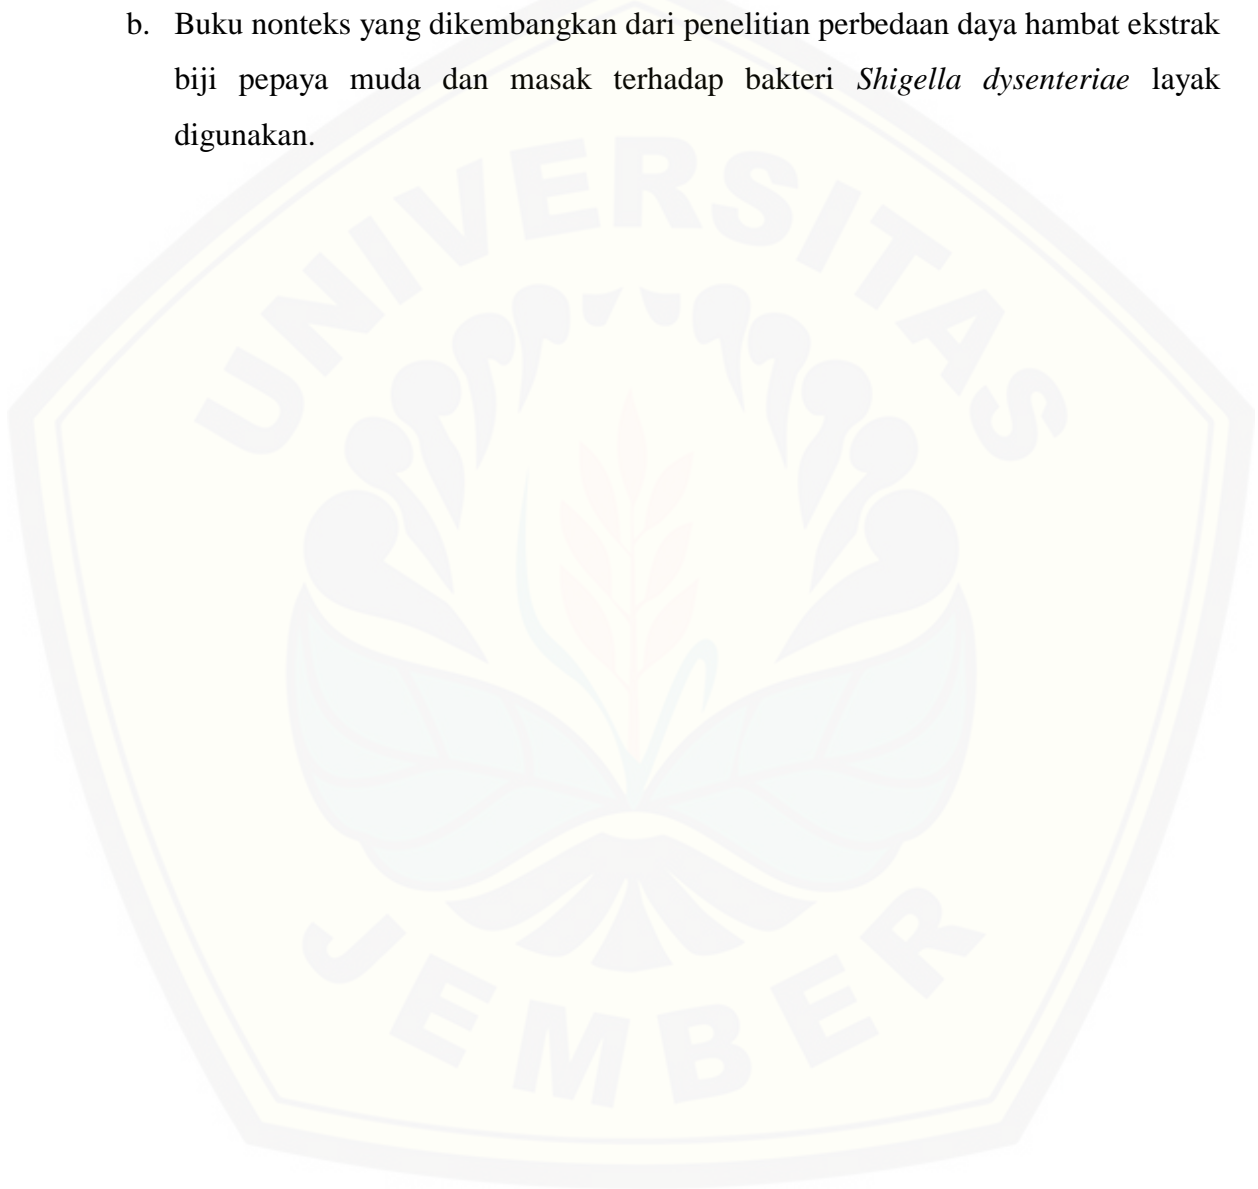 b. Buku nonteks yang dikembangkan dari penelitian perbedaan daya hambat ekstrak
biji pepaya muda dan masak terhadap bakteri Shigella dysenteriae layak
digunakan.
UNIVERSITAS
JEMBER